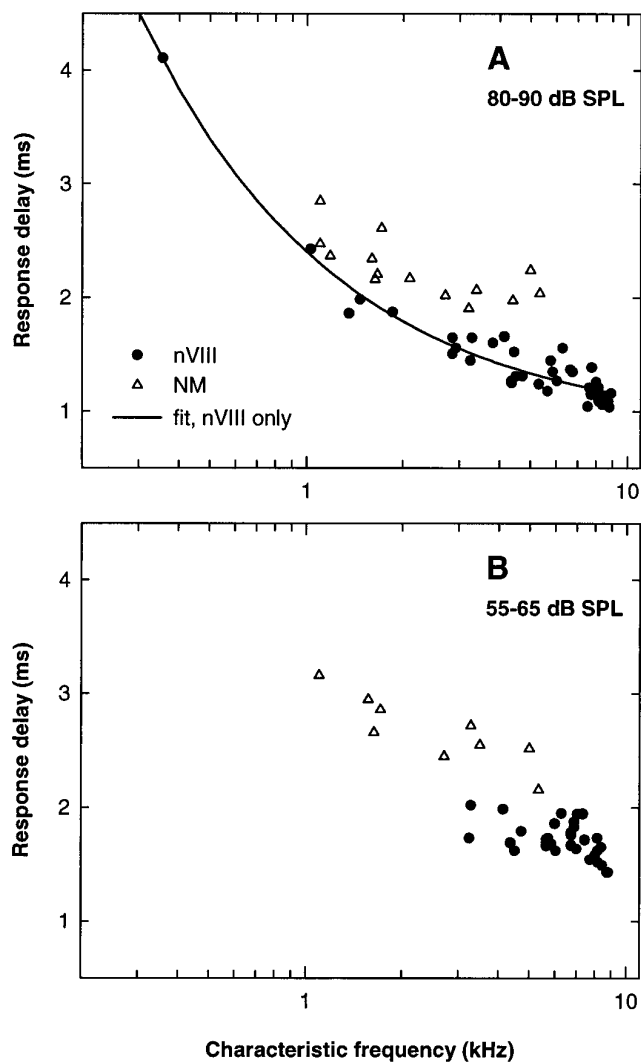 A
80-90 dB SPL
Response delay (ms)
4
3
2
1
nVIII
NM
fit, nVIII only
1
10
B
55-65 dB SPL
Response delay (ms)
4
3
2
1
1
10
Characteristic frequency (kHz)